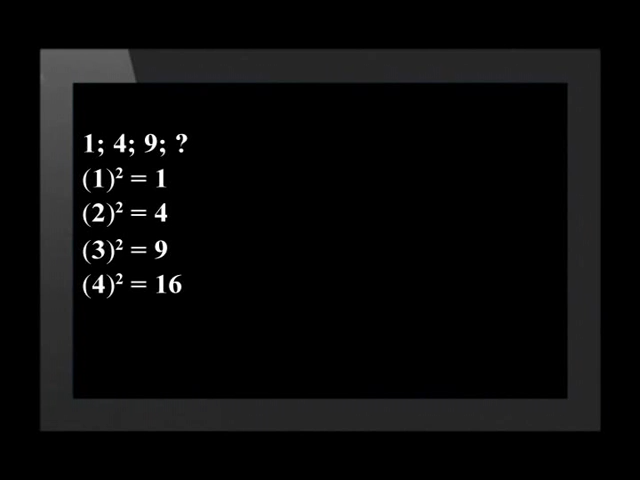 1; 4; 9; ?
(1)² = 1
(2)² = 4
(3)² = 9
(4)² = 16